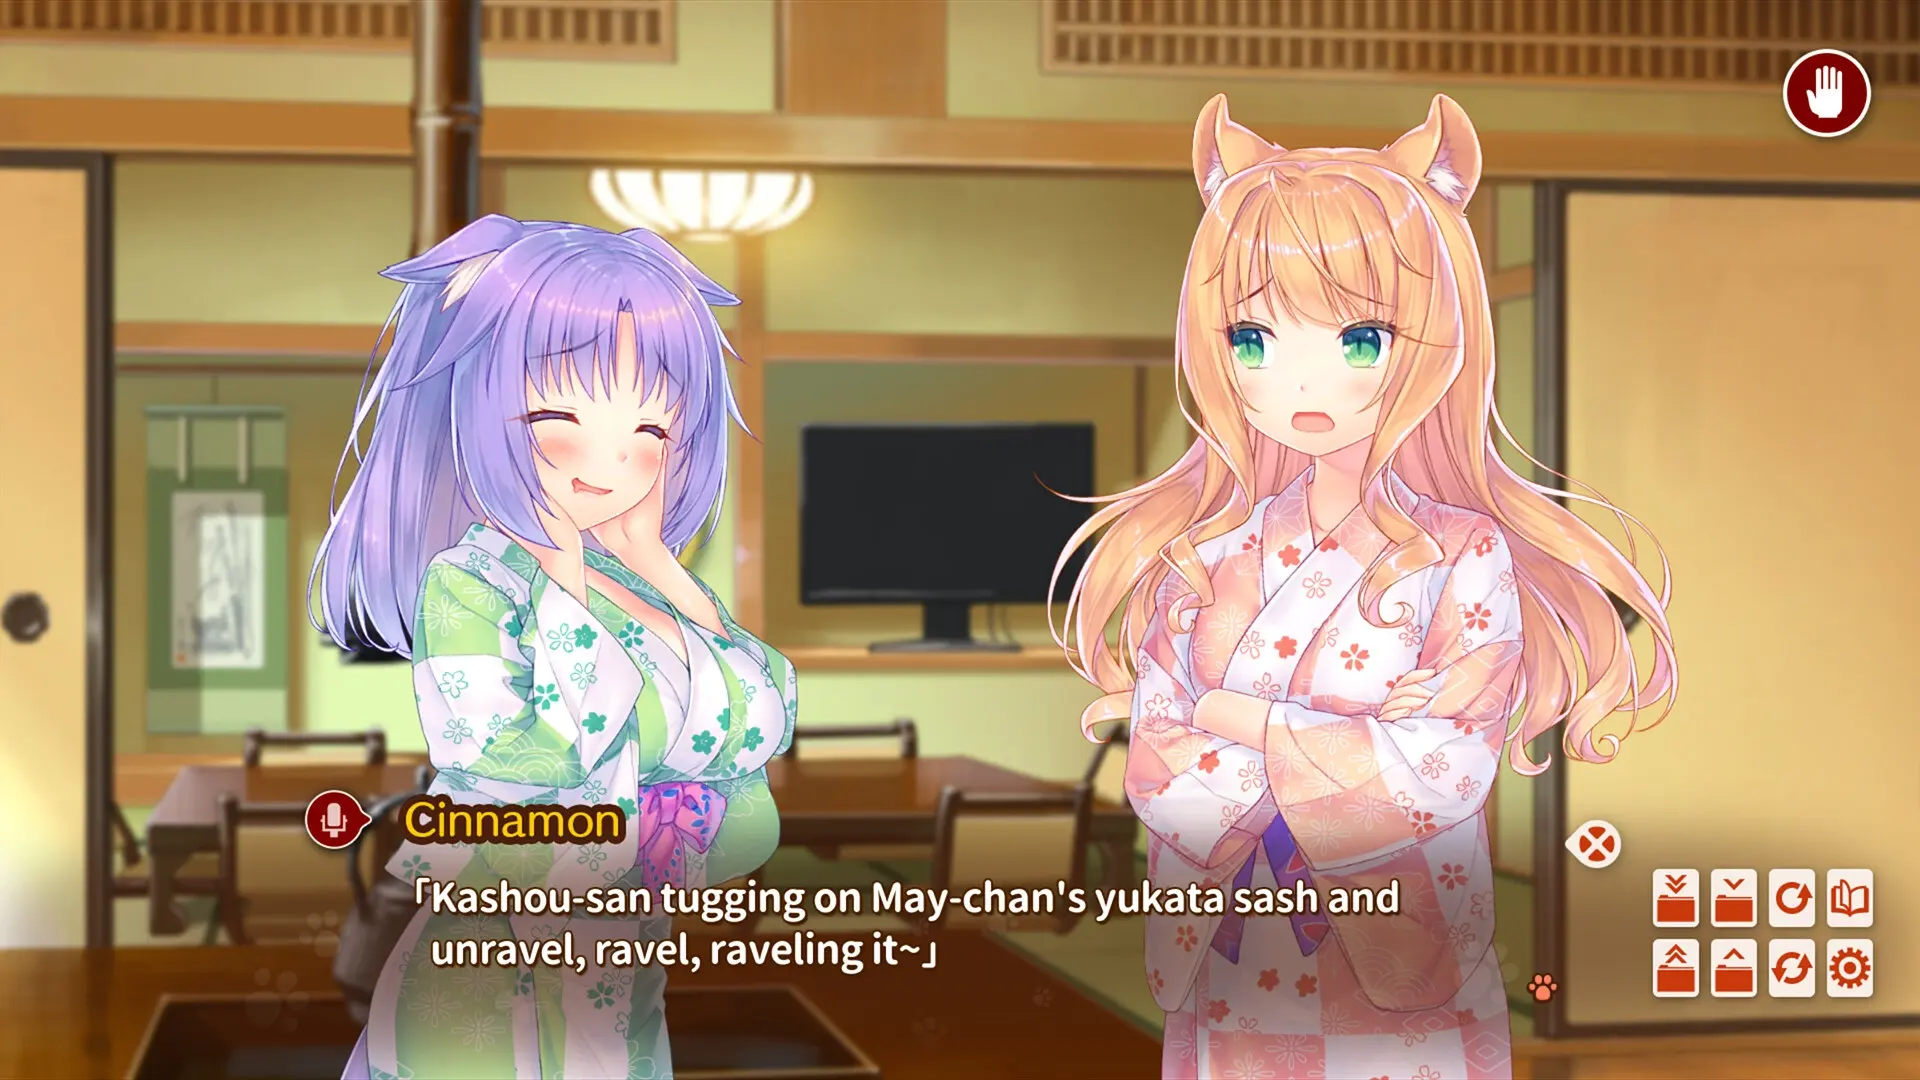 Cinnamon
「Kashou-san tugging on May-chan's yukata sash and
unravel, ravel, raveling it~」